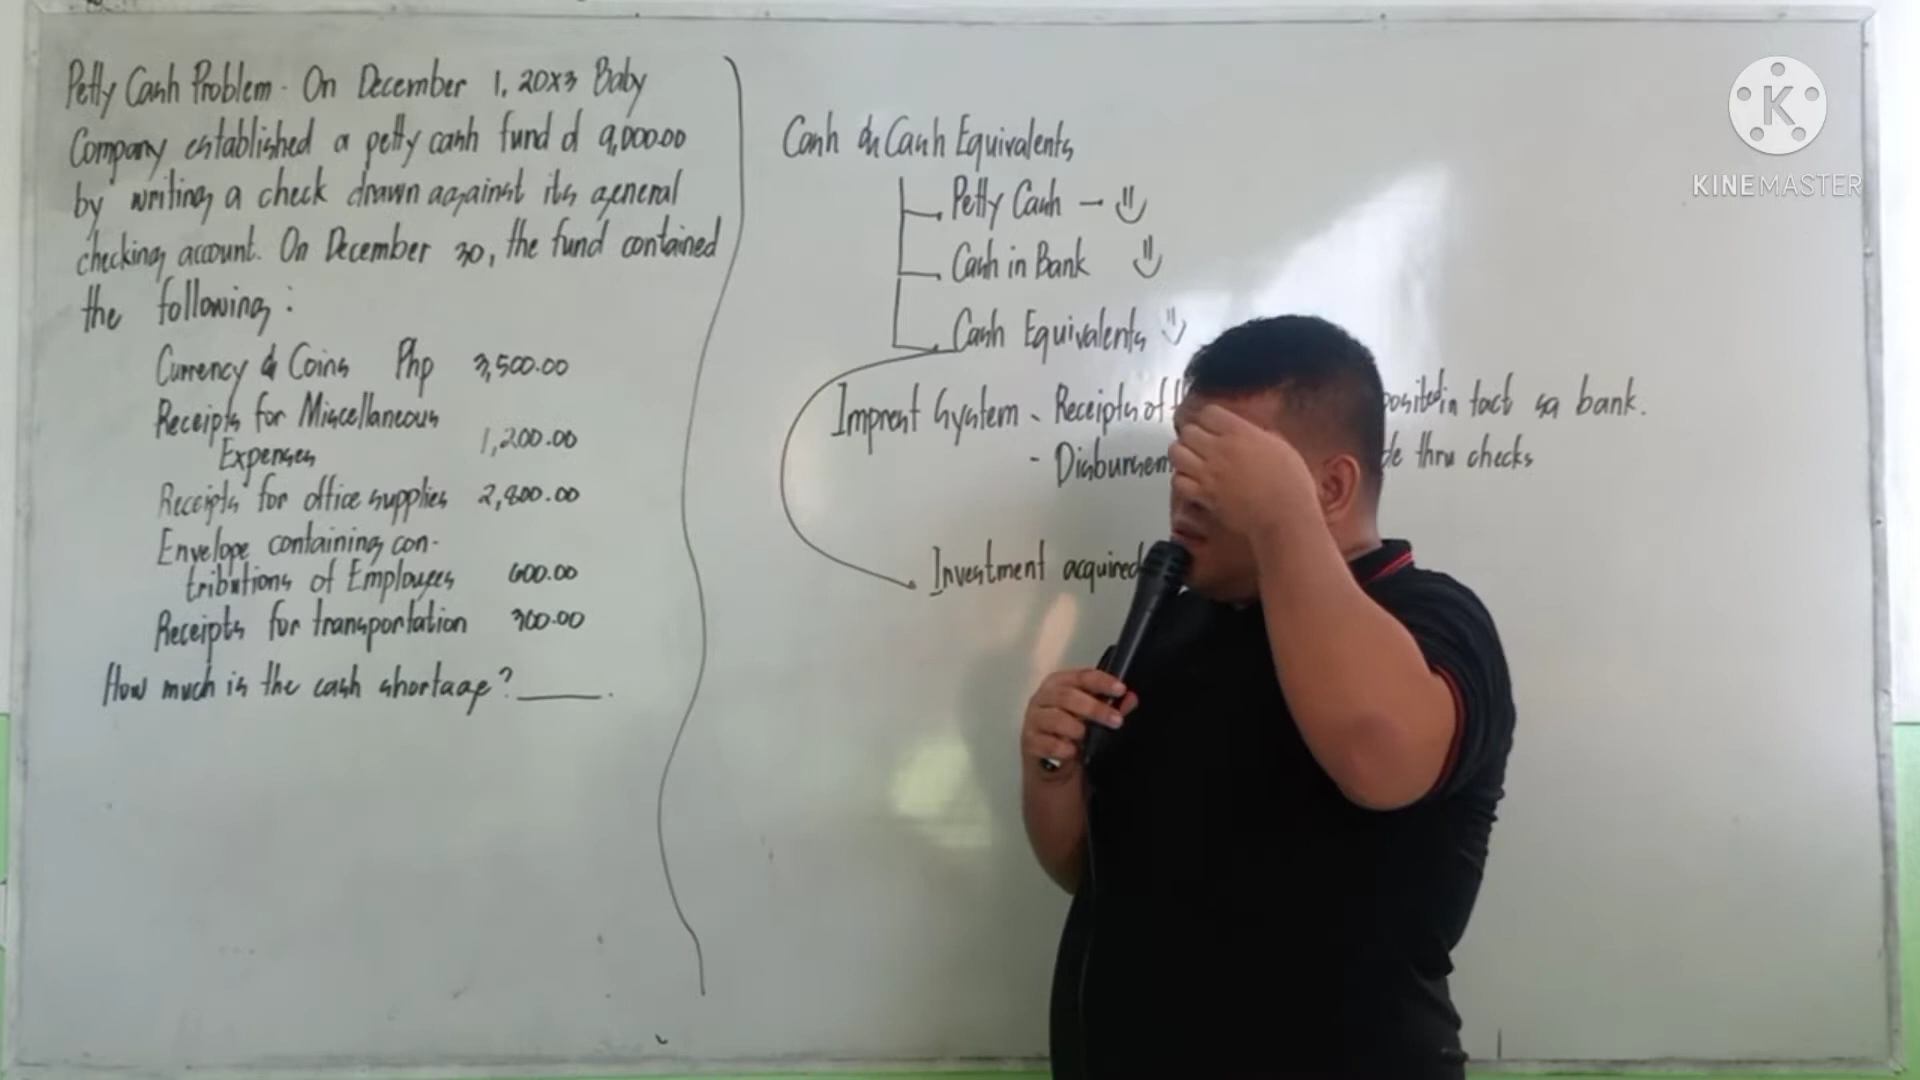 Petty Cash Problem - On December 1, 20x3 Baby
Company established a petty cash fund of 9,000.00
by writing a check drawn against its general
checking account. On December 30, the fund contained
the following:
Currency & Coins Php 3,500.00
Receipts for Miscellaneous
Expenses 1,200.00
Receipts for office supplies 2,800.00
Envelope containing con-
tributions of Employees 600.00
Receipts for transportation 300.00
How much is the cash shortage? ______.
Cash & Cash Equivalents
Petty Cash -
Cash in Bank
Cash Equivalents
Imprest System - Receipts of in tact sa bank.
- thru checks
Investment acquired
K
KINEMASTER